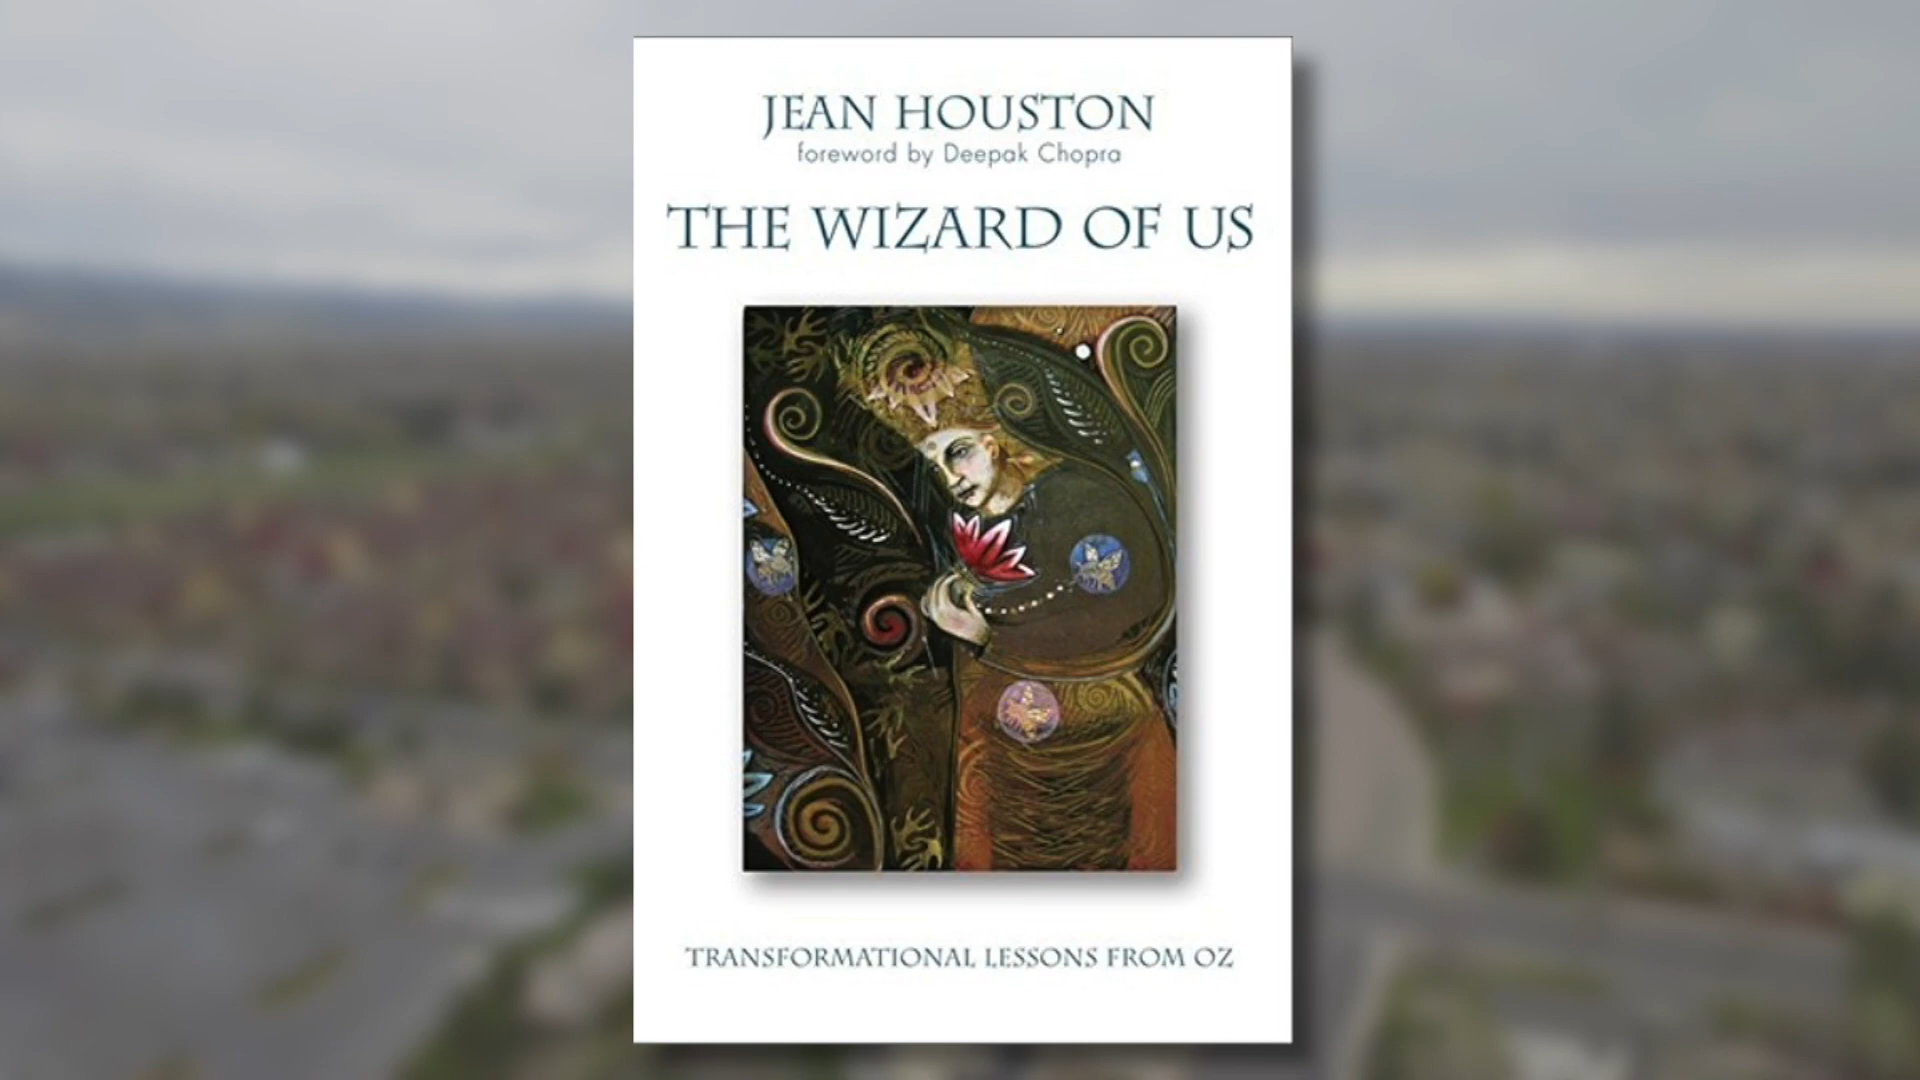 JEAN HOUSTON
foreword by Deepak Chopra
THE WIZARD OF US
TRANSFORMATIONAL LESSONS FROM OZ